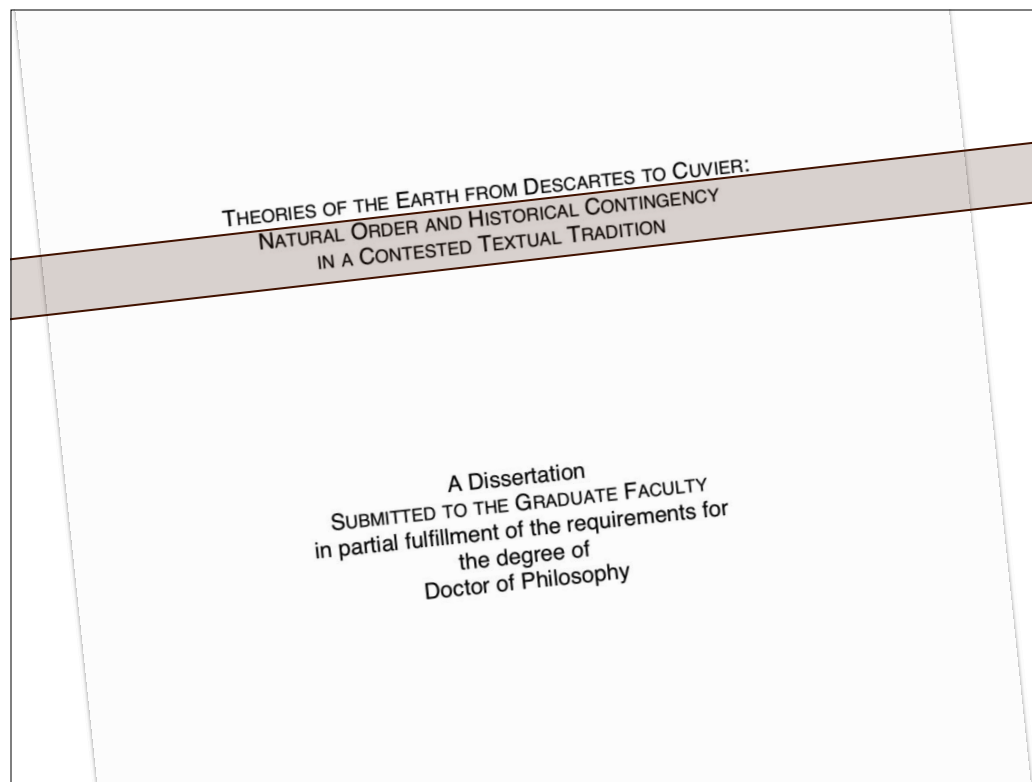 THEORIES OF THE EARTH FROM DESCARTES TO CUVIER:
NATURAL ORDER AND HISTORICAL CONTINGENCY
IN A CONTESTED TEXTUAL TRADITION
A Dissertation
SUBMITTED TO THE GRADUATE FACULTY
in partial fulfillment of the requirements for
the degree of
Doctor of Philosophy